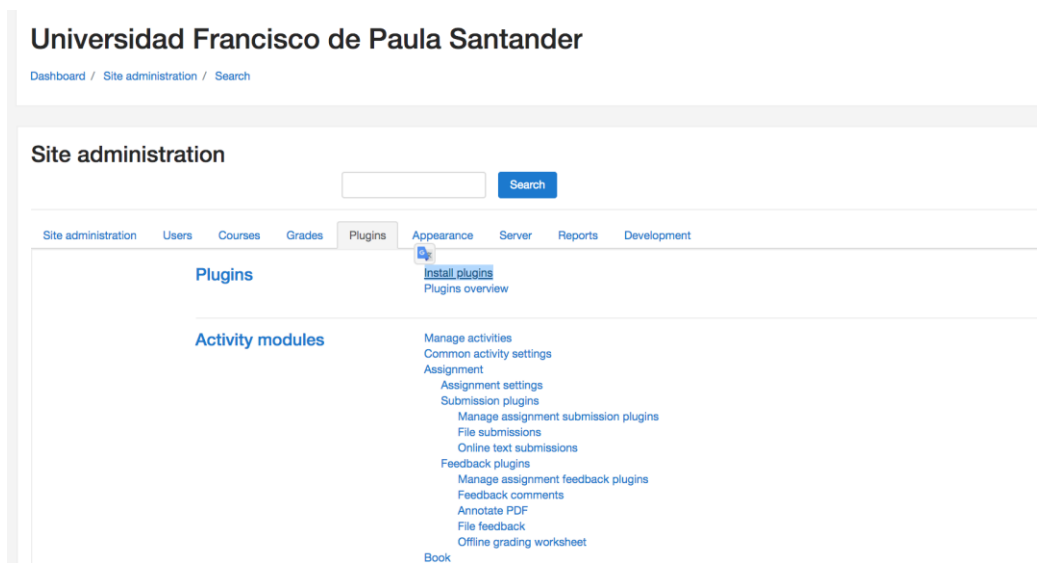 Universidad Francisco de Paula Santander
Dashboard / Site administration / Search
Site administration
Search
Site administration Users Courses Grades Plugins Appearance Server Reports Development
Plugins
Install plugins
Plugins overview
Activity modules
Manage activities
Common activity settings
Assignment
Assignment settings
Submission plugins
Manage assignment submission plugins
File submissions
Online text submissions
Feedback plugins
Manage assignment feedback plugins
Feedback comments
Annotate PDF
File feedback
Offline grading worksheet
Book